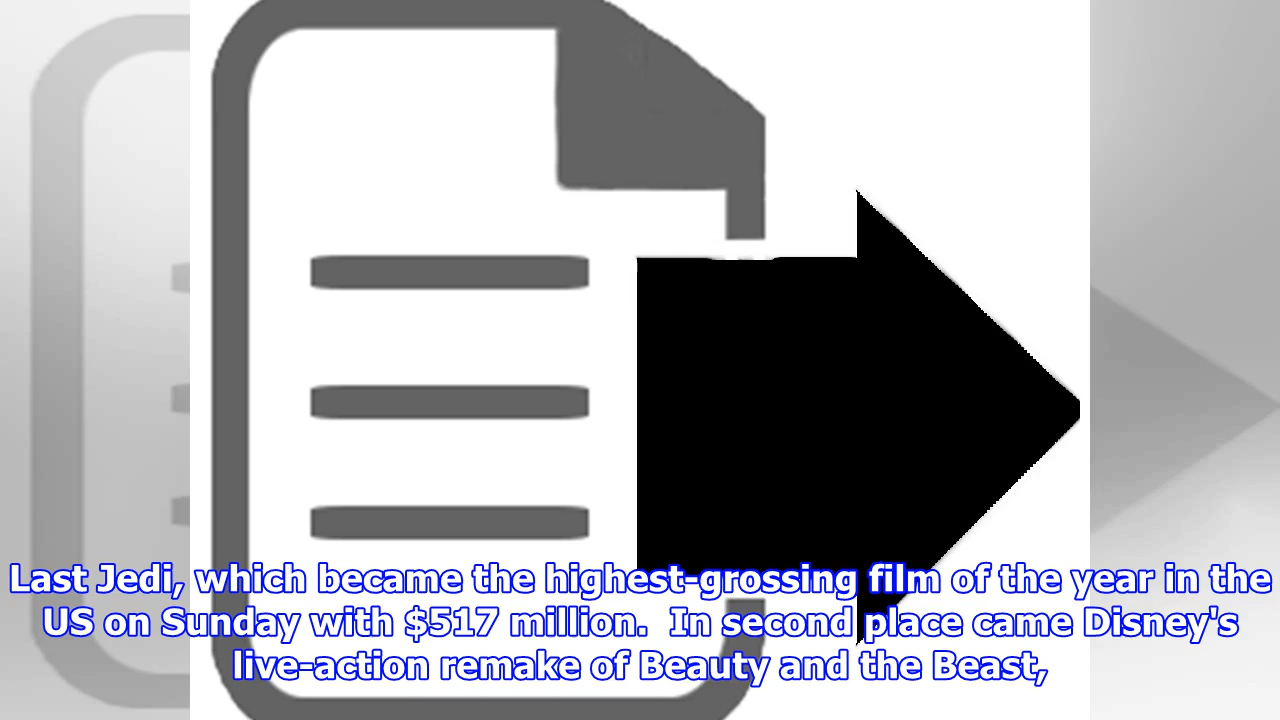 Last Jedi, which became the highest-grossing film of the year in the
US on Sunday with $517 million.  In second place came Disney's
live-action remake of Beauty and the Beast,